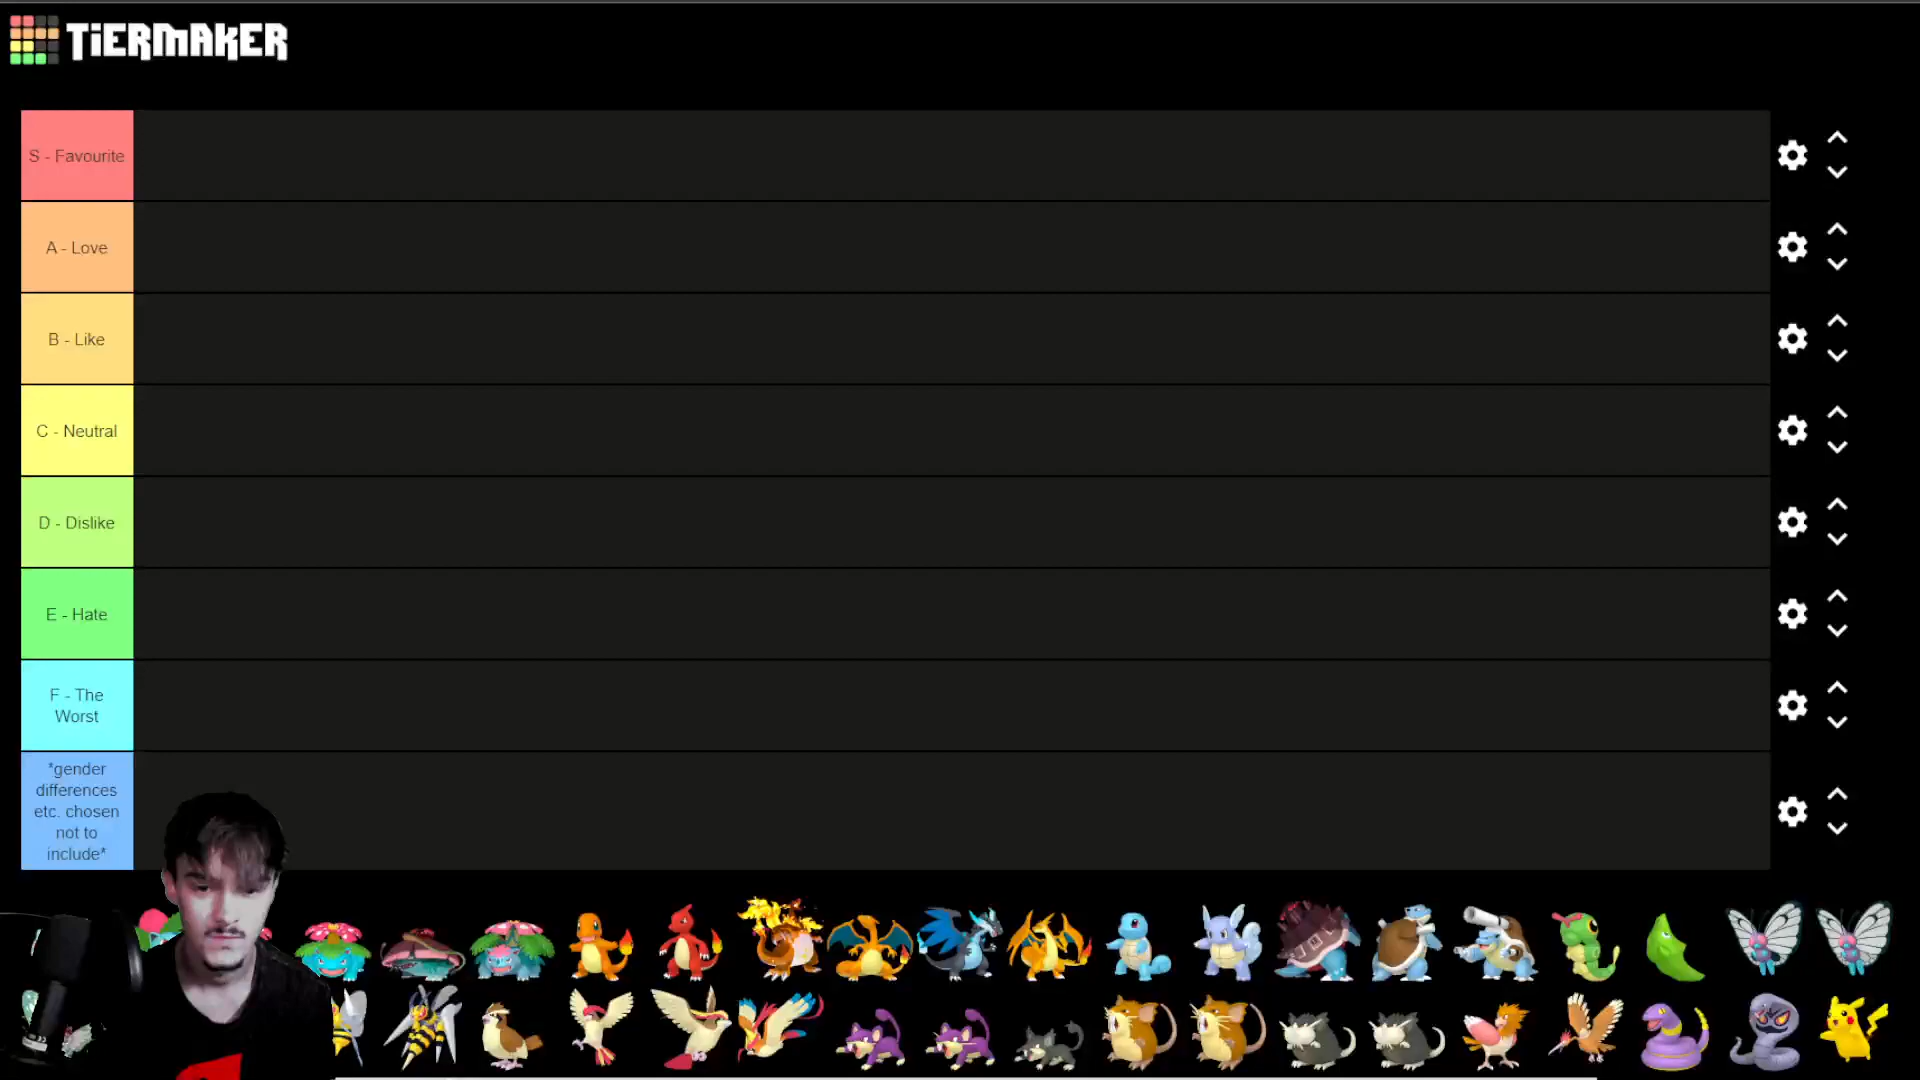 TIERMAKER
S - Favourite
A - Love
B - Like
C - Neutral
D - Dislike
E - Hate
F - The
Worst
*gender
differences
etc. chosen
not to
include*